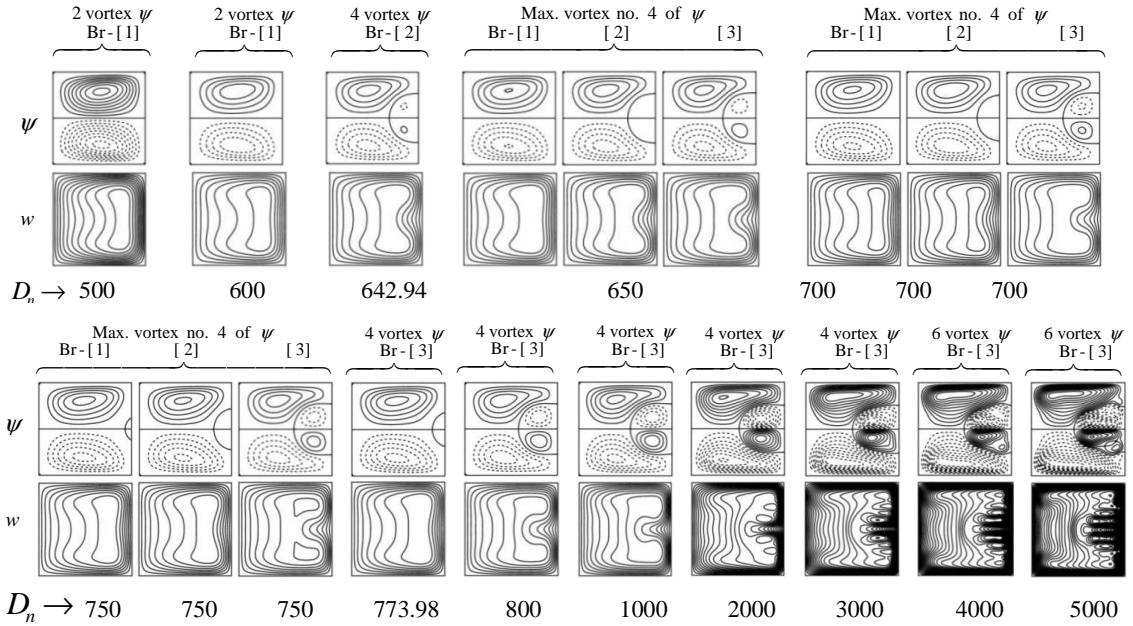 2 vortex ψ 2 vortex ψ 4 vortex ψ Max. vortex no. 4 of ψ Max. vortex no. 4 of ψ
Br-[1] Br-[1] Br-[2] Br-[1] [2] [3] Br-[1] [2] [3]
ψ
w
Dn → 500 600 642.94 650 700 700 700
Max. vortex no. 4 of ψ 4 vortex ψ 4 vortex ψ 4 vortex ψ 4 vortex ψ 4 vortex ψ 6 vortex ψ 6 vortex ψ
Br-[1] [2] [3] Br-[3] Br-[3] Br-[3] Br-[3] Br-[3] Br-[3] Br-[3]
ψ
w
Dn → 750 750 750 773.98 800 1000 2000 3000 4000 5000